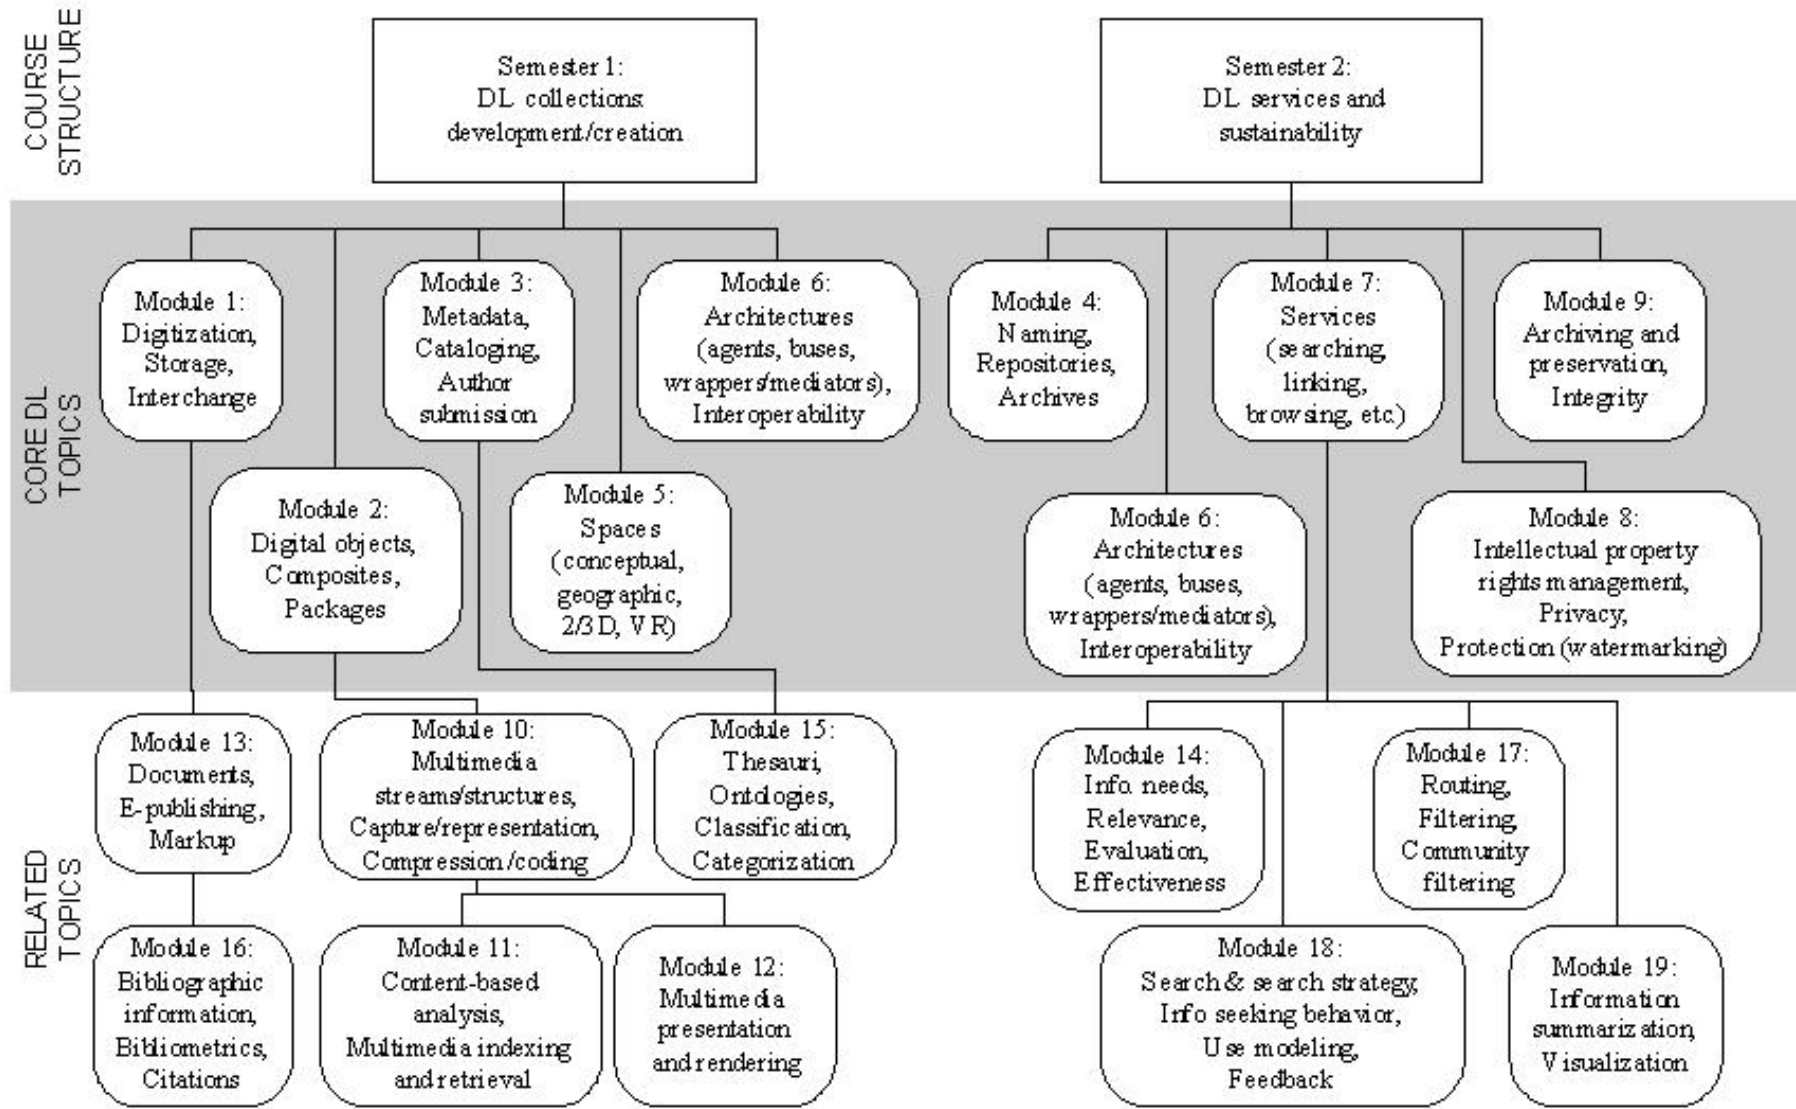 COURSE
STRUCTURE
Semester 1:
DL collections
development/creation
Semester 2:
DL services and
sustainability
CORE DL
TOPICS
Module 1:
Digitization,
Storage,
Interchange
Module 3:
Metadata,
Cataloging,
Author
submission
Module 6:
Architectures
(agents, buses,
wrappers/mediators),
Interoperability
Module 4:
Naming,
Repositories,
Archives
Module 7:
Services
(searching,
linking,
browsing, etc.)
Module 9:
Archiving and
preservation,
Integrity
Module 2:
Digital objects,
Composites,
Packages
Module 5:
Spaces
(conceptual,
geographic,
2/3D, VR)
Module 6:
Architectures
(agents, buses,
wrappers/mediators),
Interoperability
Module 8:
Intellectual property
rights management,
Privacy,
Protection (watermarking)
RELATED
TOPICS
Module 13:
Documents,
E-publishing,
Markup
Module 10:
Multimedia
streams/structures,
Capture/representation,
Compression/coding
Module 15:
Thesauri,
Ontologies,
Classification,
Categorization
Module 14:
Info. needs,
Relevance,
Evaluation,
Effectiveness
Module 17:
Routing,
Filtering,
Community
filtering
Module 16:
Bibliographic
information,
Bibliometrics,
Citations
Module 11:
Content-based
analysis,
Multimedia indexing
and retrieval
Module 12:
Multimedia
presentation
and rendering
Module 18:
Search & search strategy,
Info seeking behavior,
Use modeling,
Feedback
Module 19:
Information
summarization,
Visualization